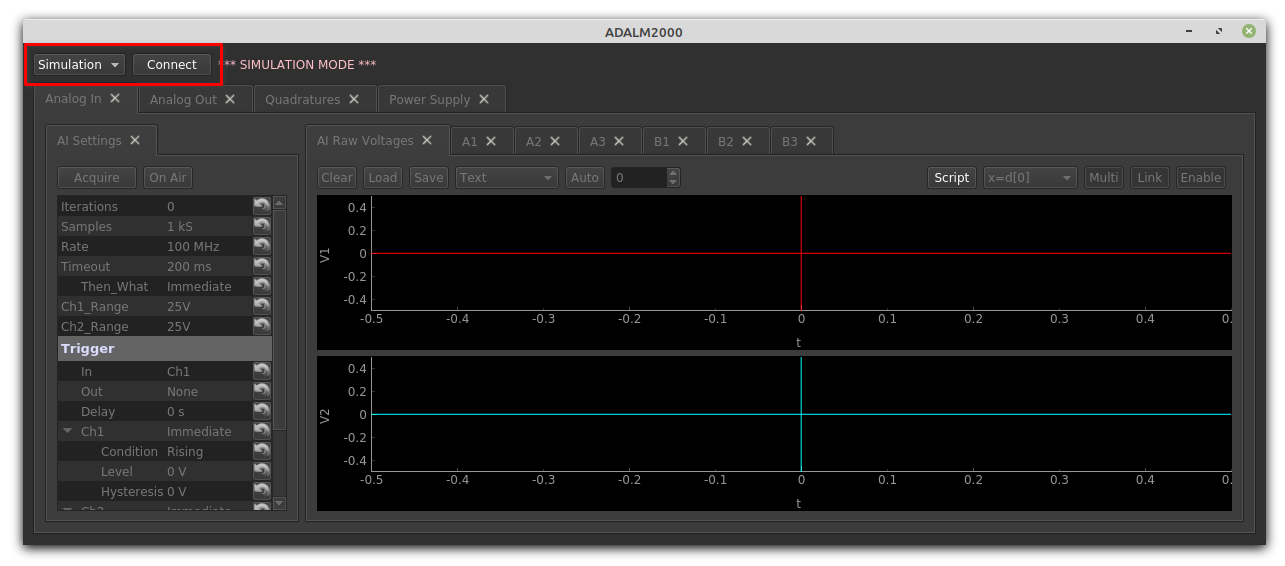 ADALM2000
Simulation Connect *** SIMULATION MODE ***
Analog In Analog Out Quadratures Power Supply
AI Settings
Acquire On Air
Iterations 0
Samples 1 kS
Rate 100 MHz
Timeout 200 ms
Then_What Immediate
Ch1_Range 25V
Ch2_Range 25V
Trigger
In Ch1
Out None
Delay 0 s
Ch1 Immediate
Condition Rising
Level 0 V
Hysteresis 0 V
Ch2 Immediate
AI Raw Voltages A1 A2 A3 B1 B2 B3
Clear Load Save Text Auto 0 Script x=d[0] Multi Link Enable
V1
0.4
0.2
0
-0.2
-0.4
-0.5 -0.4 -0.3 -0.2 -0.1 0 0.1 0.2 0.3 0.4 0.
t
V2
0.4
0.2
0
-0.2
-0.4
-0.5 -0.4 -0.3 -0.2 -0.1 0 0.1 0.2 0.3 0.4 0.
t